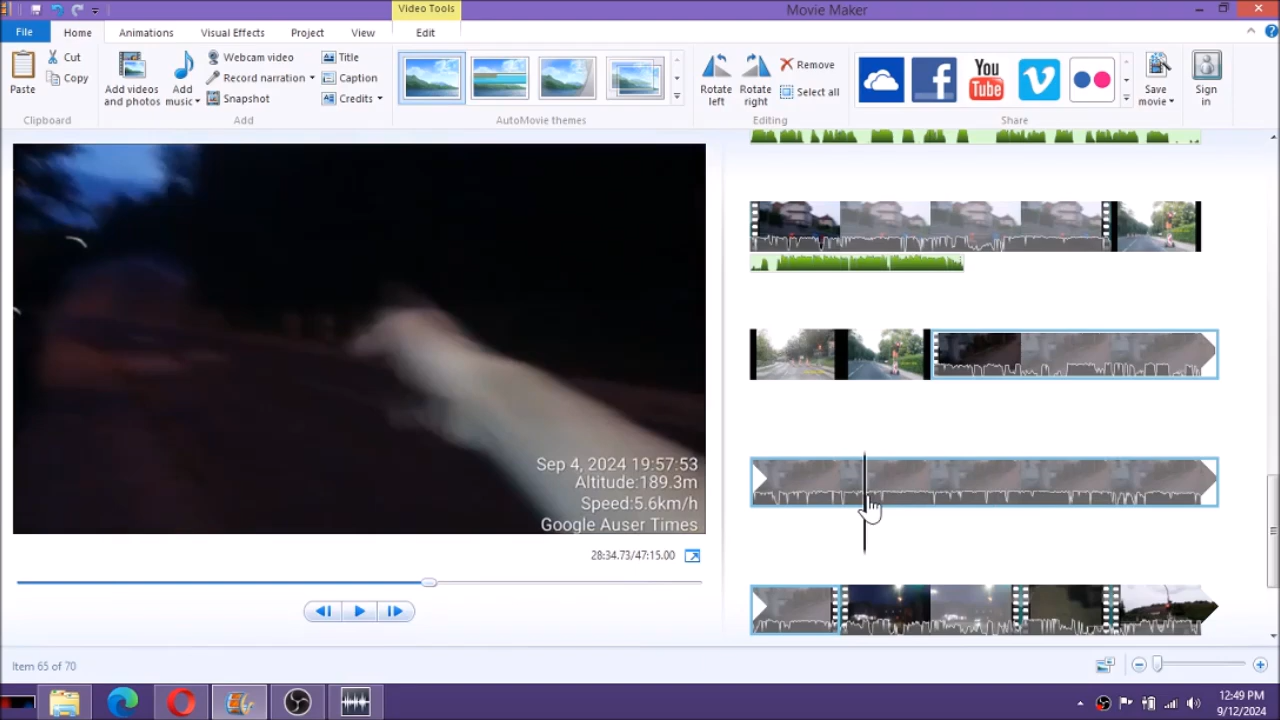 Video Tools
Movie Maker
File
Home
Animations
Visual Effects
Project
View
Edit
Paste
Cut
Copy
Clipboard
Add videos
and photos
Add
music
Webcam video
Record narration
Snapshot
Title
Caption
Credits
Add
AutoMovie themes
Rotate
left
Rotate
right
Remove
Select all
Editing
You
Tube
Share
Save
movie
Sign
in
Sep 4, 2024 19:57:53
Altitude:189.3m
Speed:5.6km/h
Google Auser Times
28:34.73/47:15.00
Item 65 of 70
12:49 PM
9/12/2024